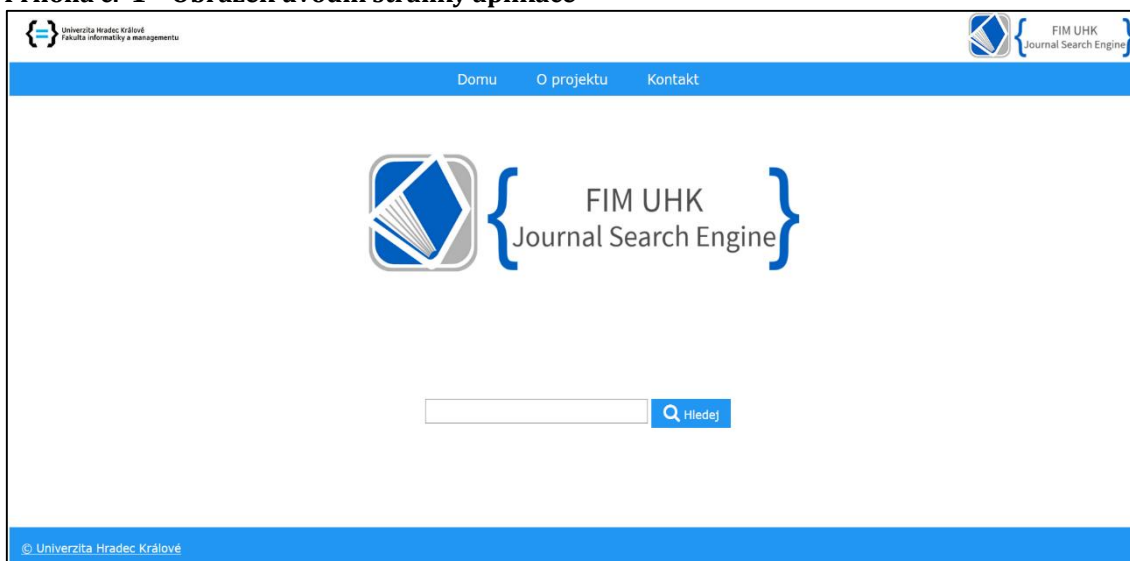 Příloha č. 1 – Obrázek úvodní stránky aplikace
{=} Univerzita Hradec Králové
Fakulta informatiky a managementu
FIM UHK
Journal Search Engine
Domu O projektu Kontakt
FIM UHK
Journal Search Engine
Hledej
© Univerzita Hradec Králové